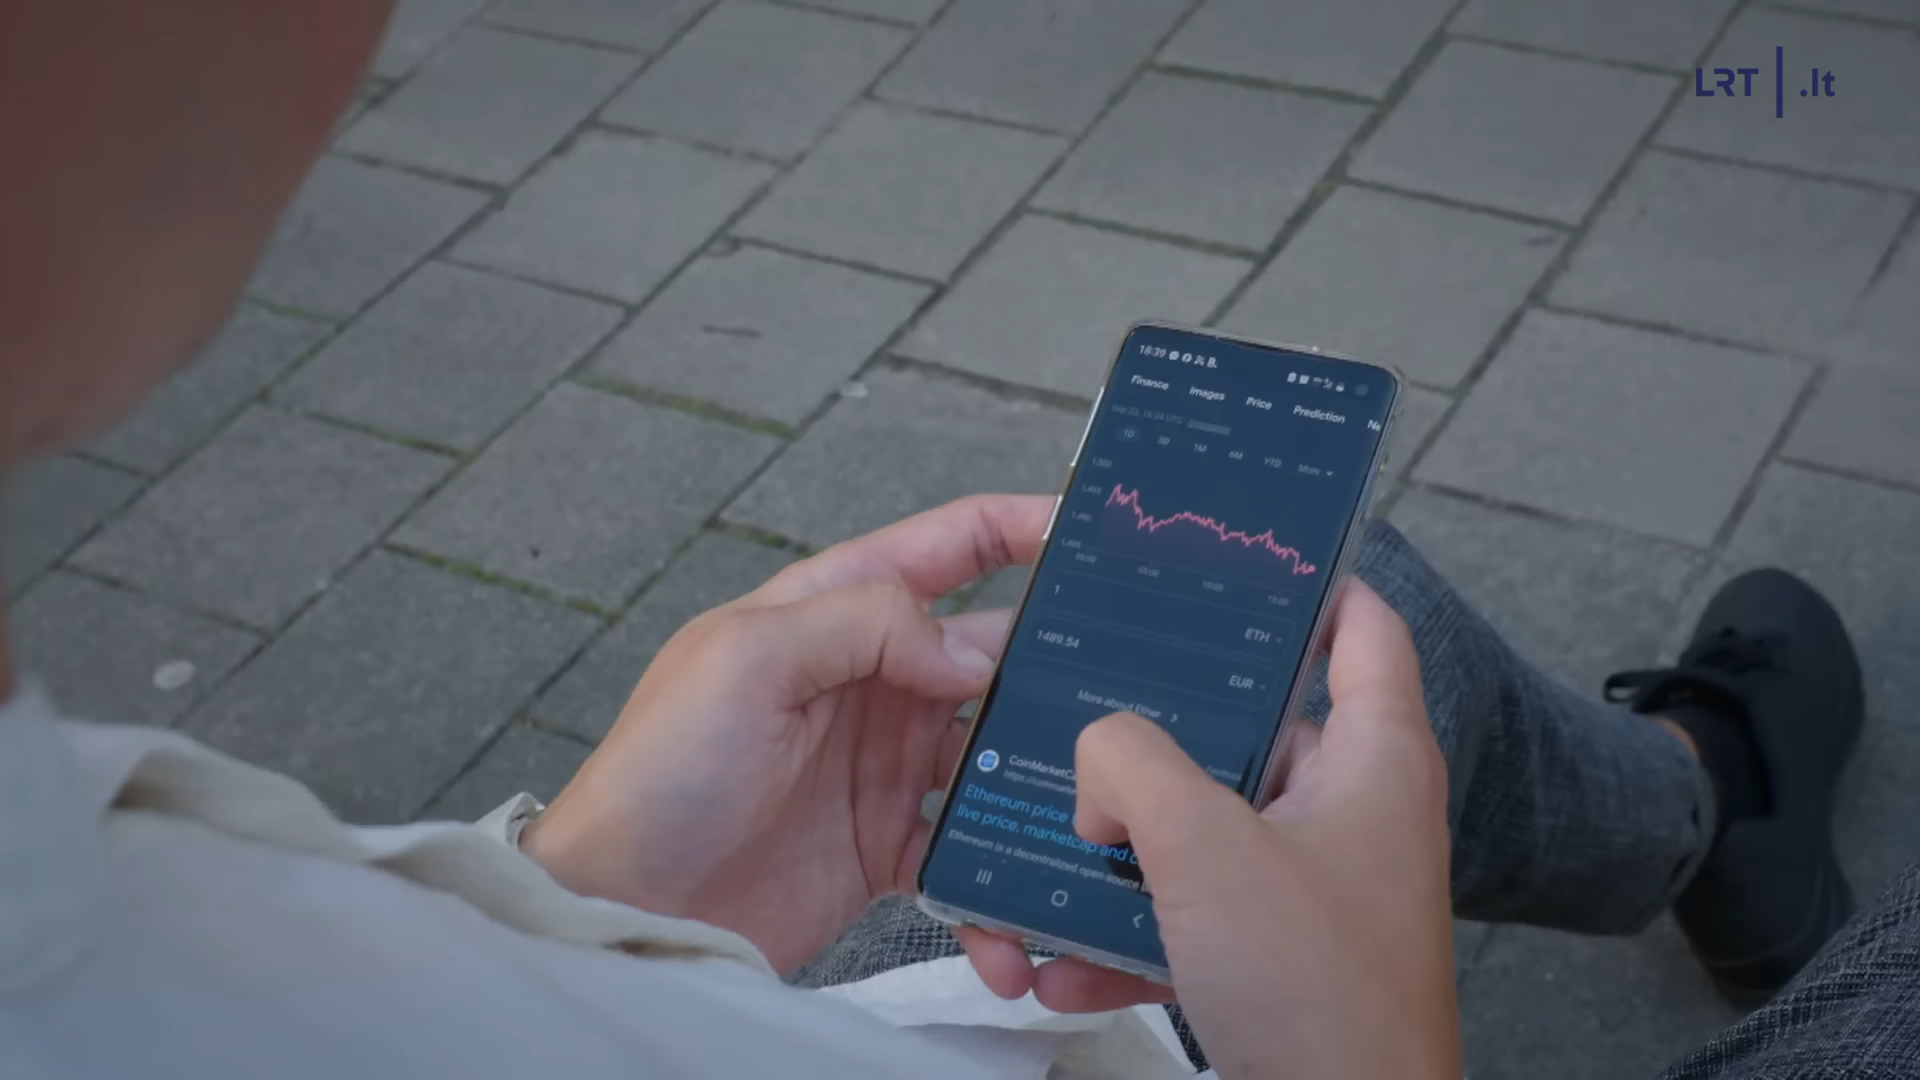 LRT .lt
18:39
Finance Images Price Prediction
1D 5D 1M 6M YTD More
1
ETH
1489.54
EUR
More about Ether
CoinMarketCa
Ethereum price
live price, marketcap and c
Ethereum is a decentralized open-source